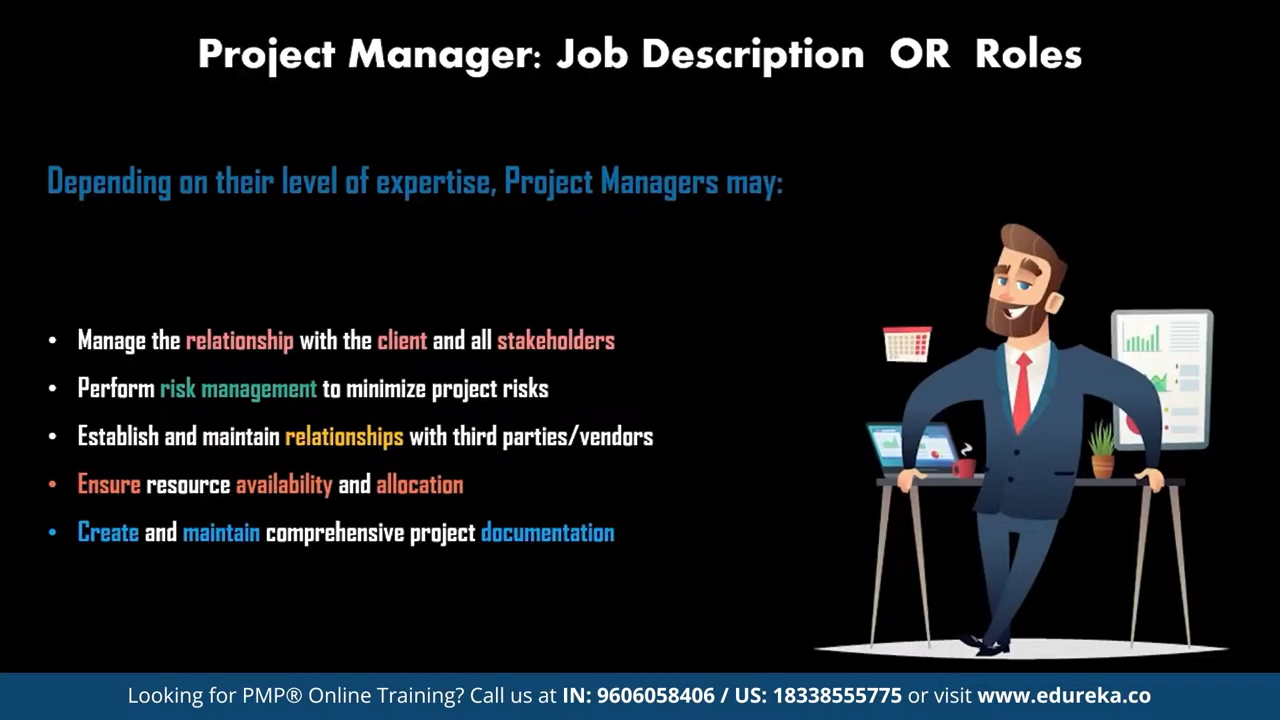 Project Manager: Job Description OR Roles
Depending on their level of expertise, Project Managers may:
• Manage the relationship with the client and all stakeholders
• Perform risk management to minimize project risks
• Establish and maintain relationships with third parties/vendors
• Ensure resource availability and allocation
• Create and maintain comprehensive project documentation
Looking for PMP® Online Training? Call us at IN: 9606058406 / US: 18338555775 or visit www.edureka.co